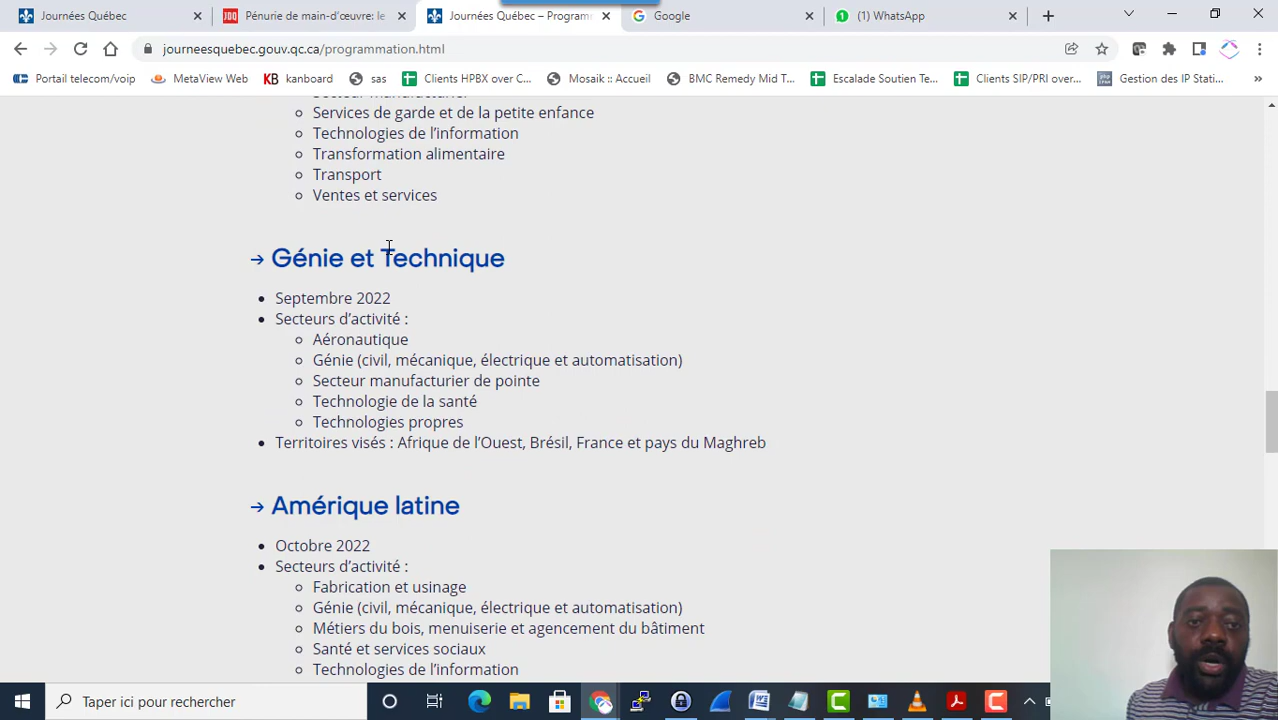 Journées Québec
Pénurie de main-d'œuvre le
Journées Québec – Program
Google
(1) WhatsApp
journeesquebec.gouv.qc.ca/programmation.html
Portail telecom/voip
MetaView Web
KB kanboard
sas
Clients HPBX over C...
Mosaik :: Accueil
BMC Remedy Mid T...
Escalade Soutien Te...
Clients SIP/PRI over...
Gestion des IP Stati...
Secteur manufacturier
Services de garde et de la petite enfance
Technologies de l'information
Transformation alimentaire
Transport
Ventes et services
→ Génie et Technique
Septembre 2022
Secteurs d'activité :
Aéronautique
Génie (civil, mécanique, électrique et automatisation)
Secteur manufacturier de pointe
Technologie de la santé
Technologies propres
Territoires visés : Afrique de l'Ouest, Brésil, France et pays du Maghreb
→ Amérique latine
Octobre 2022
Secteurs d'activité :
Fabrication et usinage
Génie (civil, mécanique, électrique et automatisation)
Métiers du bois, menuiserie et agencement du bâtiment
Santé et services sociaux
Technologies de l'information
Taper ici pour rechercher